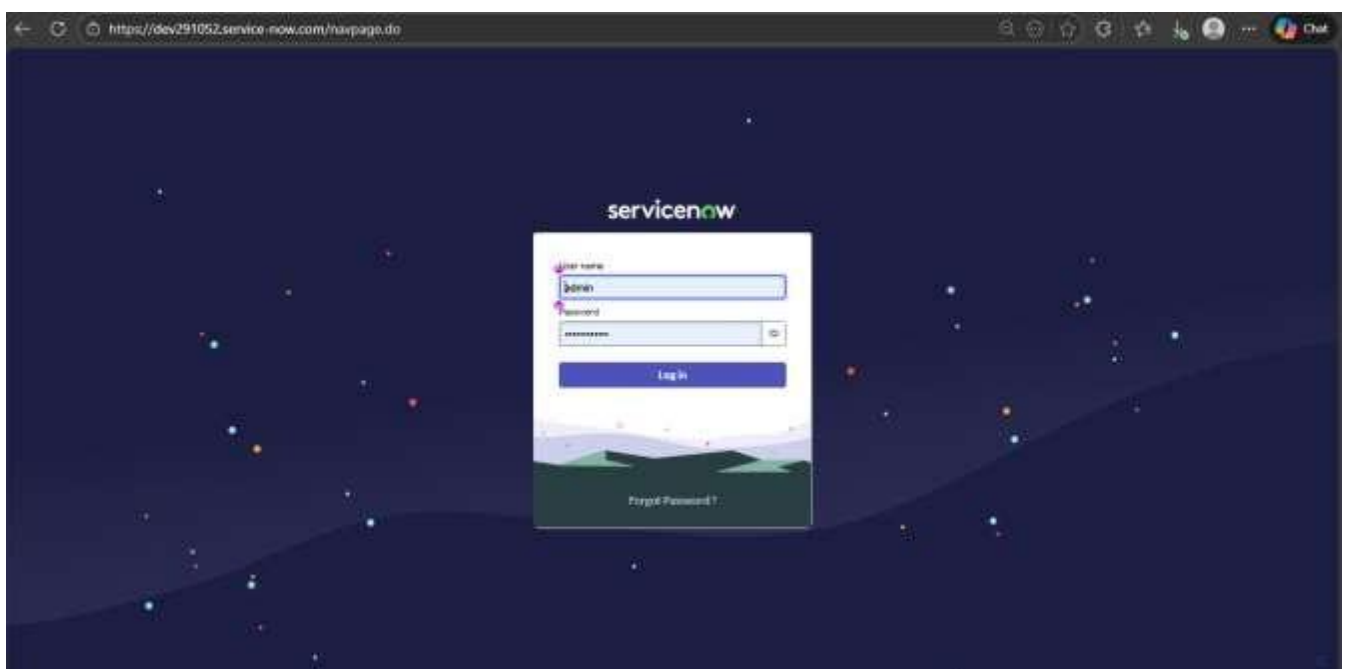 https://dev291052.service-now.com/navpage.do
Chat
servicenow
User name
admin
Password
Log in
Forgot Password?